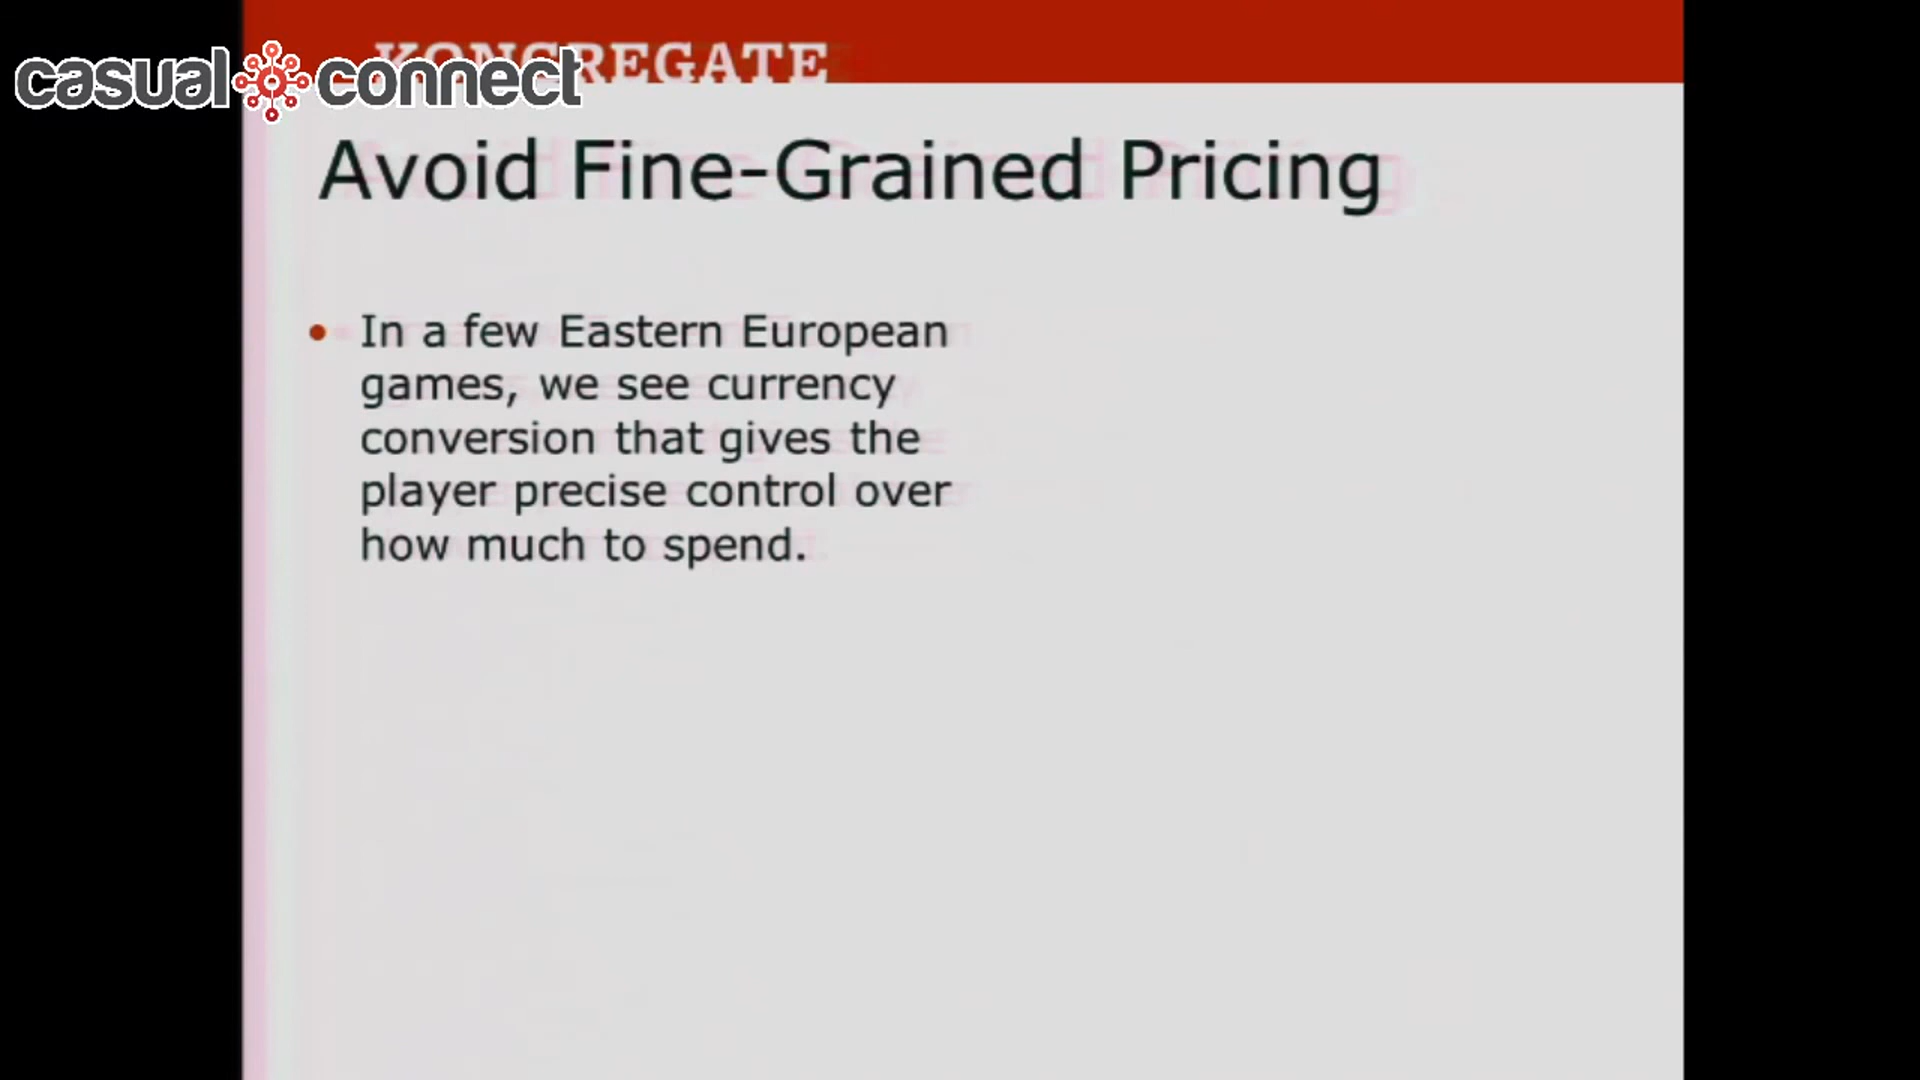 KONGREGATE
casual connect
Avoid Fine-Grained Pricing
• In a few Eastern European
games, we see currency
conversion that gives the
player precise control over
how much to spend.